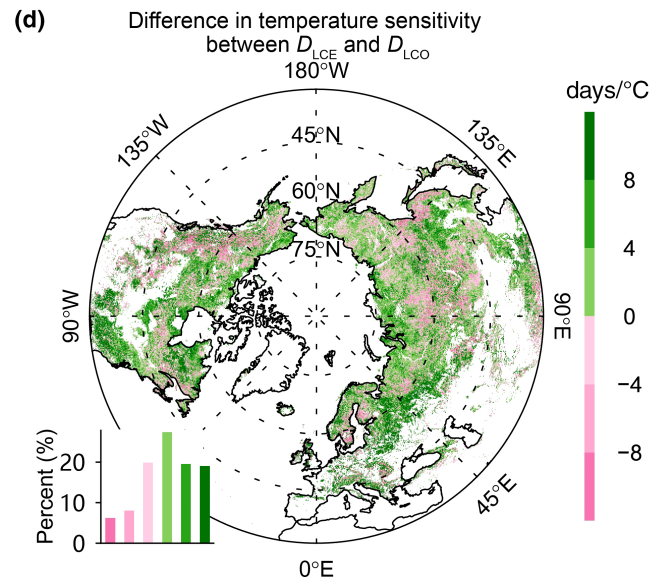 (d)
Difference in temperature sensitivity
between DLCE and DLCO
180°W
days/°C
135°W
45°N
135°E
60°N
75°N
8
4
0
−4
−8
90°W
90°E
45°E
0°E
Percent (%)
20
10
0